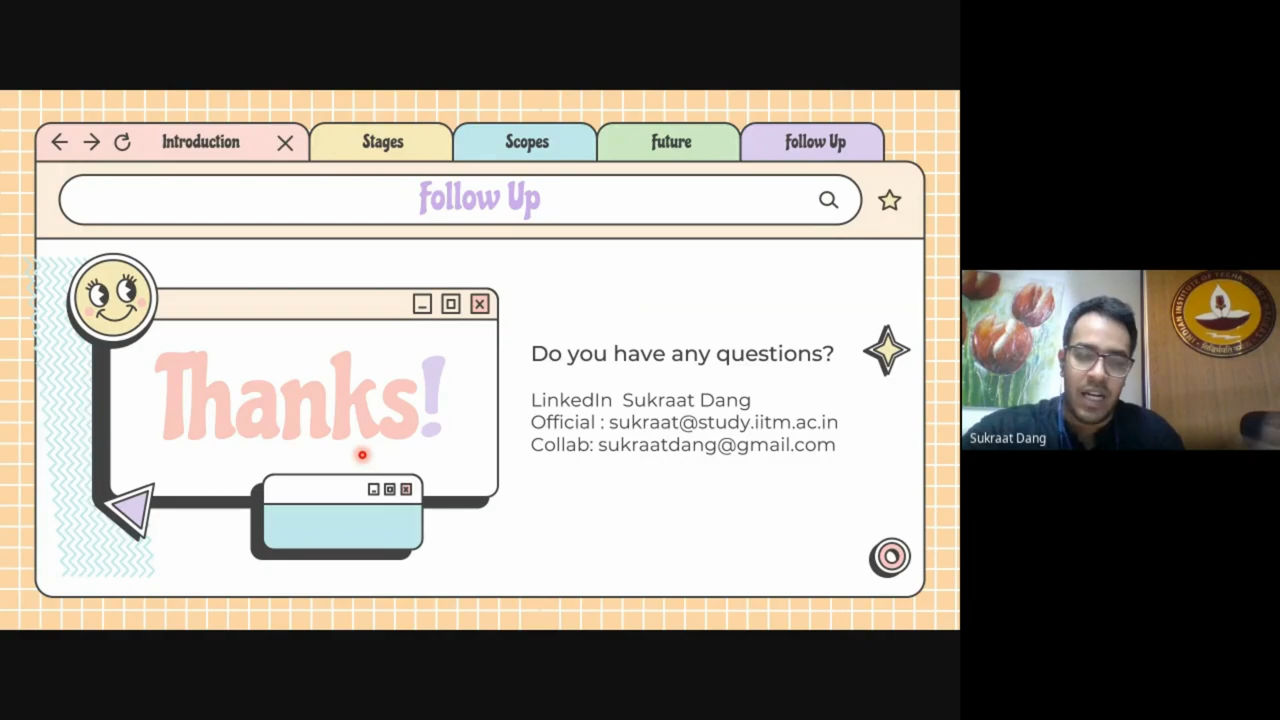 Introduction
Stages
Scopes
Future
Follow Up
Follow Up
Thanks!
Do you have any questions?
LinkedIn Sukraat Dang
Official : sukraat@study.iitm.ac.in
Collab: sukraatdang@gmail.com
Sukraat Dang